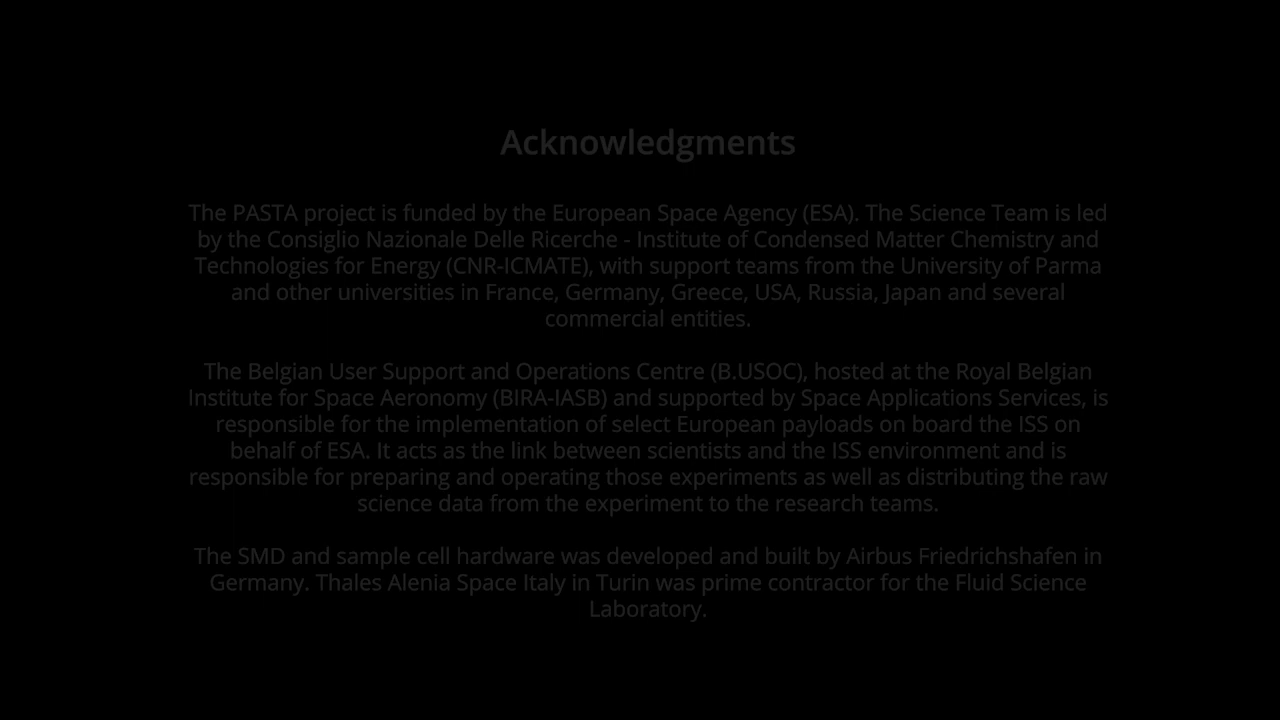 Acknowledgments
The PASTA project is funded by the European Space Agency (ESA). The Science Team is led
by the Consiglio Nazionale Delle Ricerche - Institute of Condensed Matter Chemistry and
Technologies for Energy (CNR-ICMATE), with support teams from the University of Parma
and other universities in France, Germany, Greece, USA, Russia, Japan and several
commercial entities.
The Belgian User Support and Operations Centre (B.USOC), hosted at the Royal Belgian
Institute for Space Aeronomy (BIRA-IASB) and supported by Space Applications Services, is
responsible for the implementation of select European payloads on board the ISS on
behalf of ESA. It acts as the link between scientists and the ISS environment and is
responsible for preparing and operating those experiments as well as distributing the raw
science data from the experiment to the research teams.
The SMD and sample cell hardware was developed and built by Airbus Friedrichshafen in
Germany. Thales Alenia Space Italy in Turin was prime contractor for the Fluid Science
Laboratory.